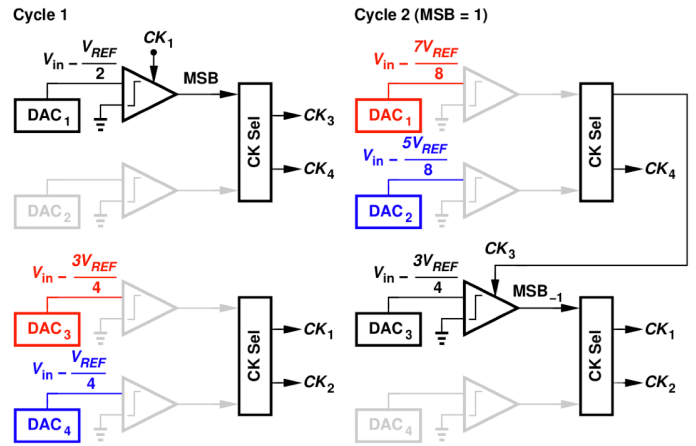 Cycle 1
CK1
Vin − VREF/2
MSB
DAC1
CK Sel
CK3
CK4
DAC2
Vin − 3VREF/4
DAC3
CK Sel
CK1
CK2
Vin − VREF/4
DAC4
Cycle 2 (MSB = 1)
Vin − 7VREF/8
DAC1
CK Sel
Vin − 5VREF/8
CK4
DAC2
CK3
Vin − 3VREF/4
MSB−1
DAC3
CK Sel
CK1
CK2
DAC4